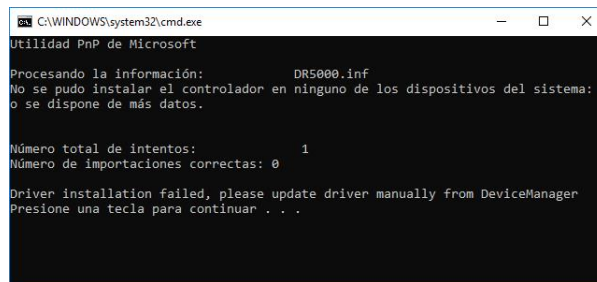 C:\WINDOWS\system32\cmd.exe
Utilidad PnP de Microsoft
Procesando la información: DR5000.inf
No se pudo instalar el controlador en ninguno de los dispositivos del sistema:
o se dispone de más datos.
Número total de intentos: 1
Número de importaciones correctas: 0
Driver installation failed, please update driver manually from DeviceManager
Presione una tecla para continuar . . .